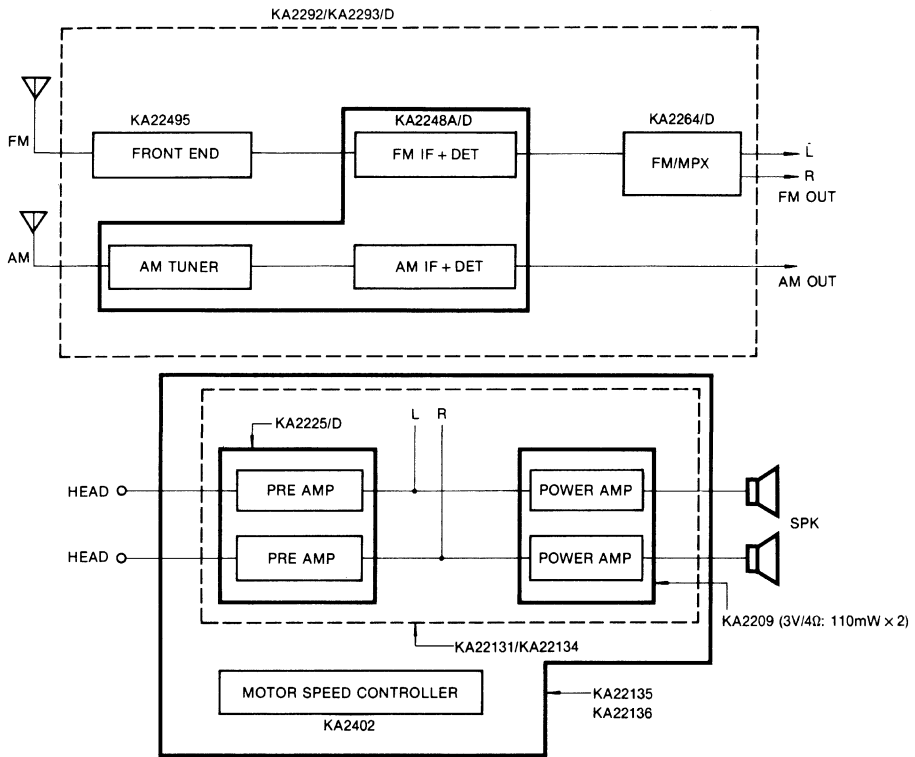 KA2292/KA2293/D
KA22495
KA2248A/D
KA2264/D
FM
FRONT END
FM IF + DET
FM/MPX
L
R
FM OUT
AM
AM TUNER
AM IF + DET
AM OUT
KA2225/D
L R
HEAD
PRE AMP
POWER AMP
SPK
HEAD
PRE AMP
POWER AMP
KA2209 (3V/4Ω: 110mW × 2)
KA22131/KA22134
MOTOR SPEED CONTROLLER
KA2402
KA22135
KA22136